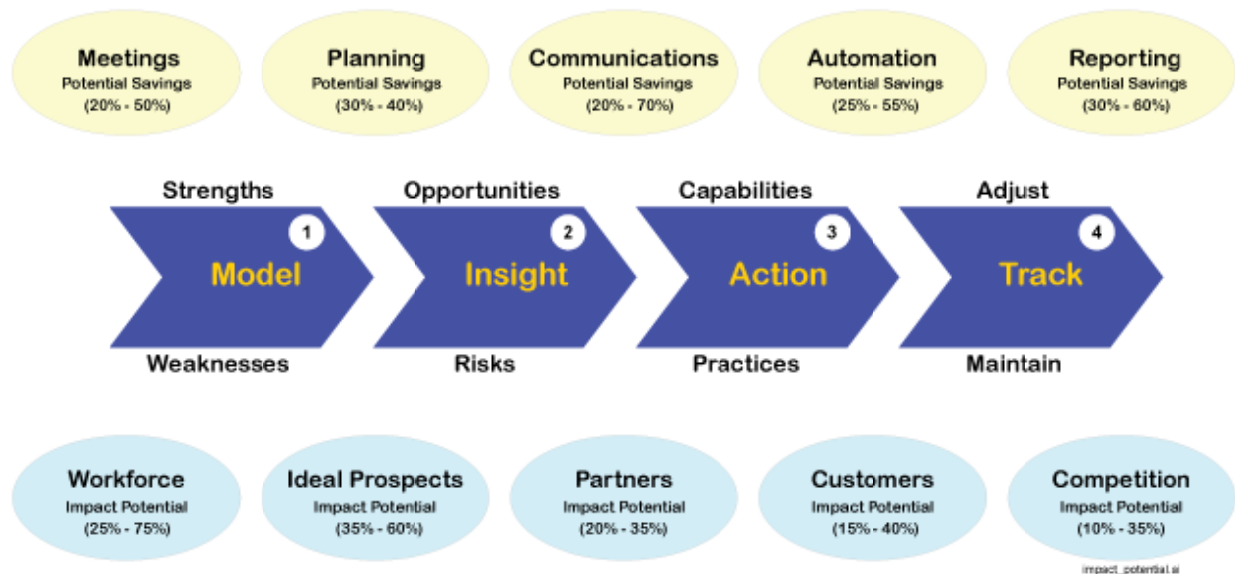 Meetings
Potential Savings
(20% - 50%)
Planning
Potential Savings
(30% - 40%)
Communications
Potential Savings
(20% - 70%)
Automation
Potential Savings
(25% - 55%)
Reporting
Potential Savings
(30% - 60%)
Strengths
1
Model
Weaknesses
Opportunities
2
Insight
Risks
Capabilities
3
Action
Practices
Adjust
4
Track
Maintain
Workforce
Impact Potential
(25% - 75%)
Ideal Prospects
Impact Potential
(35% - 60%)
Partners
Impact Potential
(20% - 35%)
Customers
Impact Potential
(15% - 40%)
Competition
Impact Potential
(10% - 35%)
impact_potential.ai